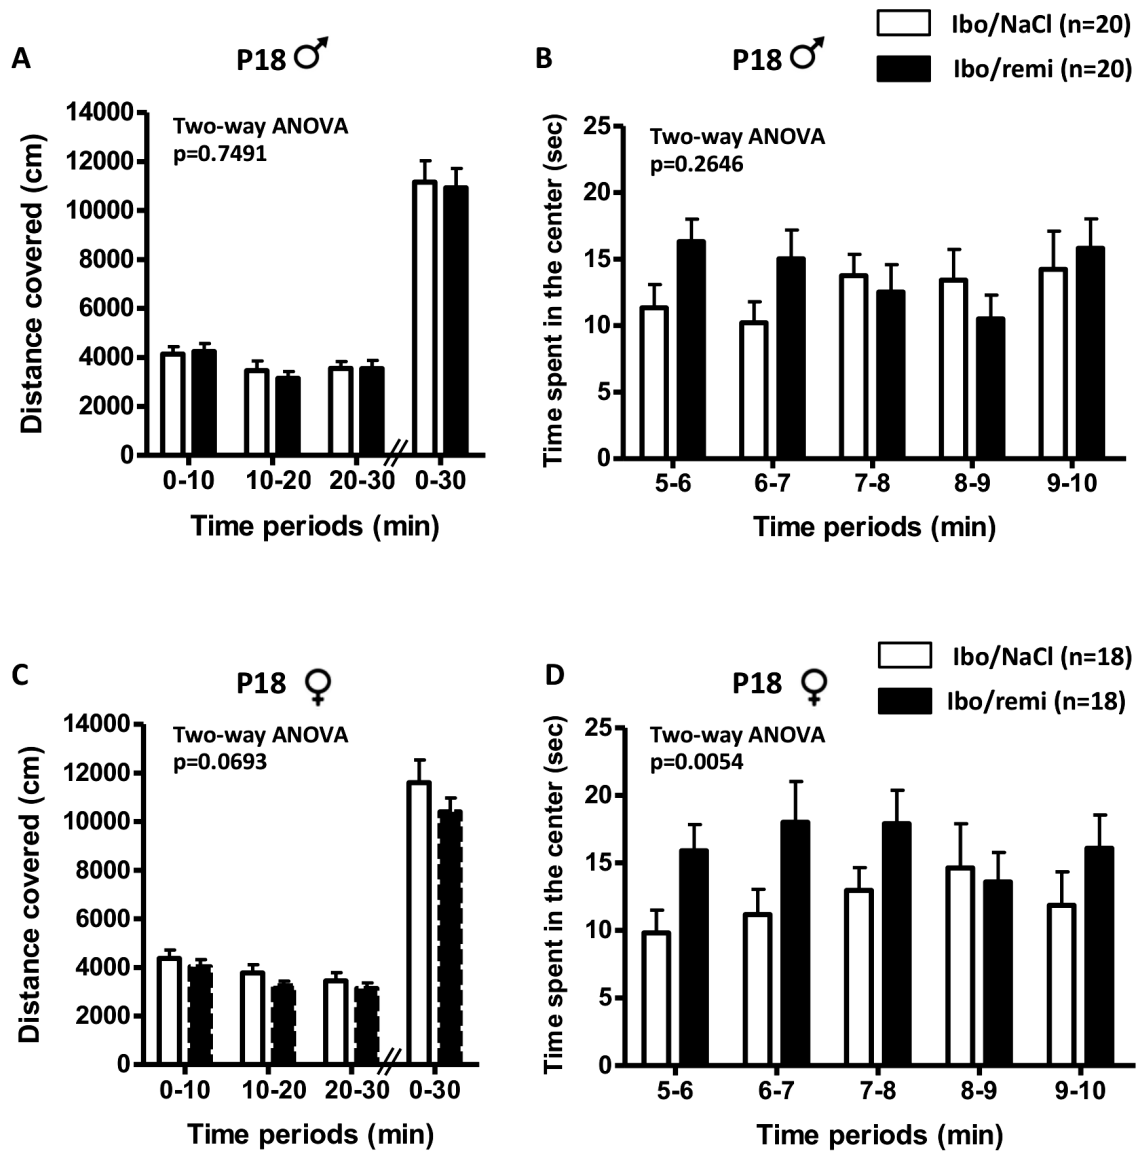 Ibo/NaCl (n=20)
Ibo/remi (n=20)
A
P18 ♂
Two-way ANOVA
p=0.7491
Distance covered (cm)
14000
12000
10000
8000
6000
4000
2000
0
0-10 10-20 20-30 0-30
Time periods (min)
B
P18 ♂
Two-way ANOVA
p=0.2646
Time spent in the center (sec)
25
20
15
10
5
0
5-6 6-7 7-8 8-9 9-10
Time periods (min)
Ibo/NaCl (n=18)
Ibo/remi (n=18)
C
P18 ♀
Two-way ANOVA
p=0.0693
Distance covered (cm)
14000
12000
10000
8000
6000
4000
2000
0
0-10 10-20 20-30 0-30
Time periods (min)
D
P18 ♀
Two-way ANOVA
p=0.0054
Time spent in the center (sec)
25
20
15
10
5
0
5-6 6-7 7-8 8-9 9-10
Time periods (min)